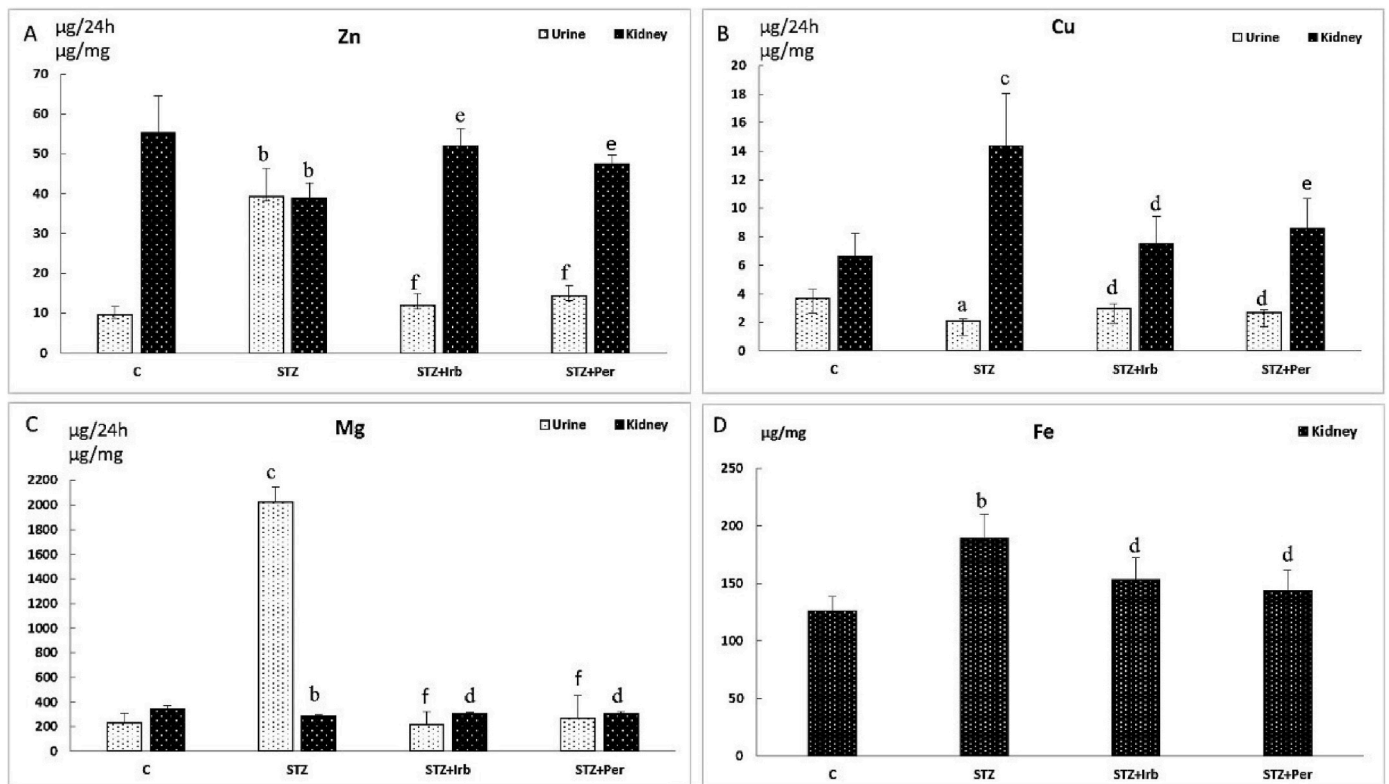 A
µg/24h
µg/mg
Zn
Urine Kidney
70
60
50
40
30
20
10
0
b b
f e
f e
C STZ STZ+Irb STZ+Per
B
µg/24h
µg/mg
Cu
Urine Kidney
20
18
16
14
12
10
8
6
4
2
0
a c
d d
d e
C STZ STZ+Irb STZ+Per
C
µg/24h
µg/mg
Mg
Urine Kidney
2200
2000
1800
1600
1400
1200
1000
800
600
400
200
0
c b
f d
f d
C STZ STZ+Irb STZ+Per
D
µg/mg
Fe
Kidney
250
200
150
100
50
0
b
d
d
C STZ STZ+Irb STZ+Per